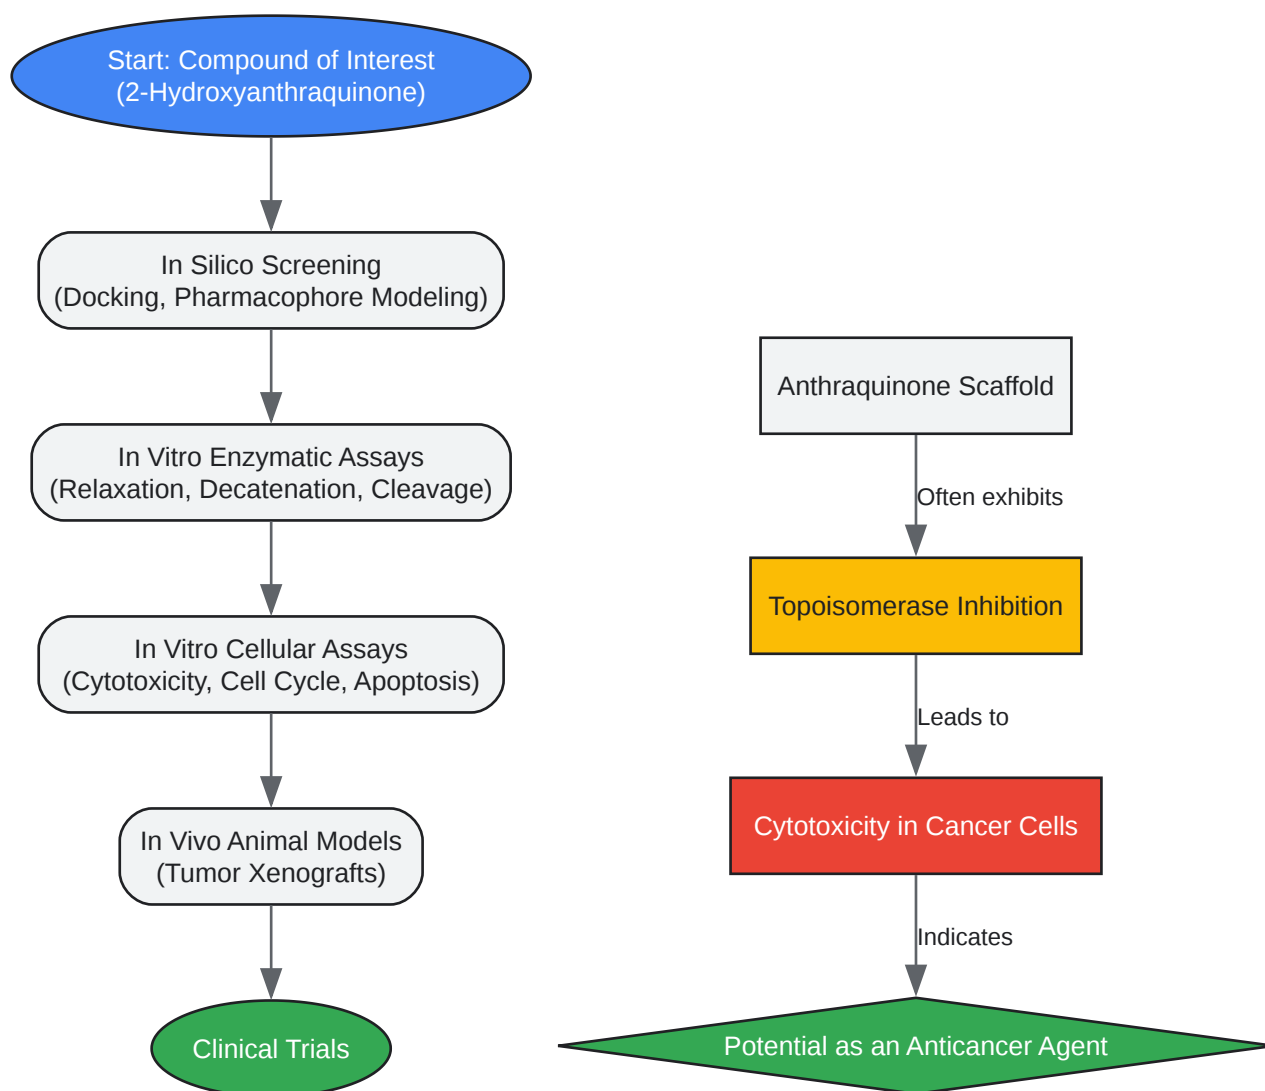 Start: Compound of Interest
(2-Hydroxyanthraquinone)
In Silico Screening
(Docking, Pharmacophore Modeling)
In Vitro Enzymatic Assays
(Relaxation, Decatenation, Cleavage)
In Vitro Cellular Assays
(Cytotoxicity, Cell Cycle, Apoptosis)
In Vivo Animal Models
(Tumor Xenografts)
Clinical Trials
Anthraquinone Scaffold
Often exhibits
Topoisomerase Inhibition
Leads to
Cytotoxicity in Cancer Cells
Indicates
Potential as an Anticancer Agent